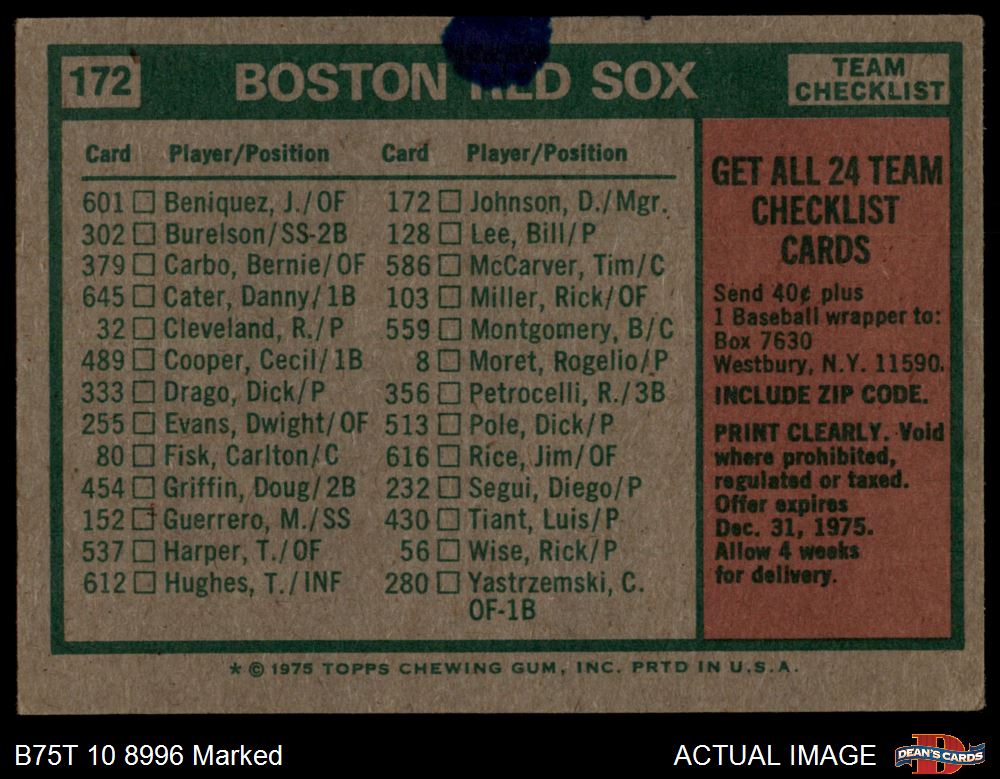 172 BOSTON RED SOX TEAM CHECKLIST
Card Player/Position Card Player/Position
601 Beniquez, J./OF
302 Burelson/SS-2B
379 Carbo, Bernie/OF
645 Cater, Danny/1B
32 Cleveland, R./P
489 Cooper, Cecil/1B
333 Drago, Dick/P
255 Evans, Dwight/OF
80 Fisk, Carlton/C
454 Griffin, Doug/2B
152 Guerrero, M./SS
537 Harper, T./OF
612 Hughes, T./INF
172 Johnson, D./Mgr.
128 Lee, Bill/P
586 McCarver, Tim/C
103 Miller, Rick/OF
559 Montgomery, B/C
8 Moret, Rogelio/P
356 Petrocelli, R./3B
513 Pole, Dick/P
616 Rice, Jim/OF
232 Segui, Diego/P
430 Tiant, Luis/P
56 Wise, Rick/P
280 Yastrzemski, C.
OF-1B
GET ALL 24 TEAM
CHECKLIST
CARDS
Send 40¢ plus
1 Baseball wrapper to:
Box 7630
Westbury, N.Y. 11590.
INCLUDE ZIP CODE.
PRINT CLEARLY. Void
where prohibited,
regulated or taxed.
Offer expires
Dec. 31, 1975.
Allow 4 weeks
for delivery.
* © 1975 TOPPS CHEWING GUM, INC. PRTD IN U.S.A.
B75T 10 8996 Marked
ACTUAL IMAGE
DEAN'S CARDS